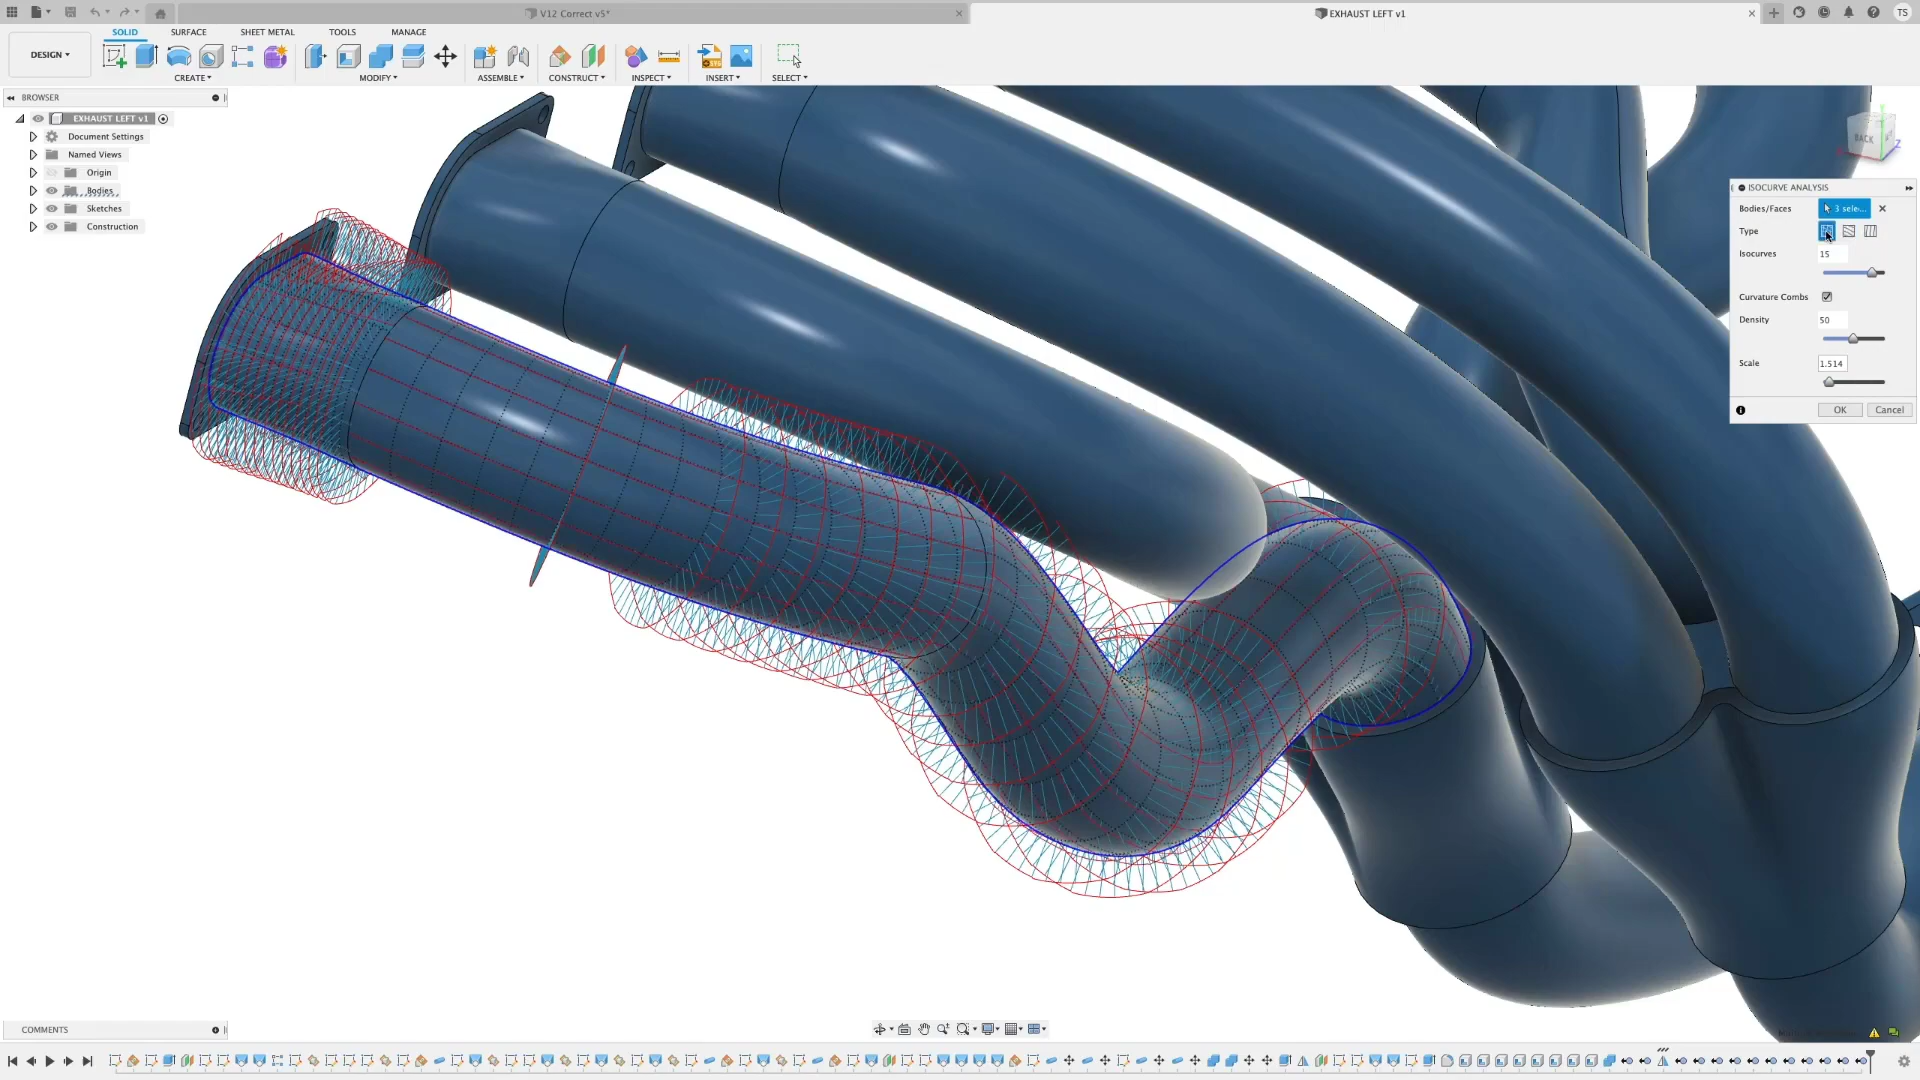 V12 Correct v5*
EXHAUST LEFT v1
TS
DESIGN
SOLID
SURFACE
SHEET METAL
TOOLS
MANAGE
CREATE
MODIFY
ASSEMBLE
CONSTRUCT
INSPECT
INSERT
SELECT
BROWSER
EXHAUST LEFT v1
Document Settings
Named Views
Origin
Bodies
Sketches
Construction
BACK
Z
ISOCURVE ANALYSIS
Bodies/Faces
3 sele...
Type
Isocurves
15
Curvature Combs
Density
50
Scale
1.514
OK
Cancel
COMMENTS